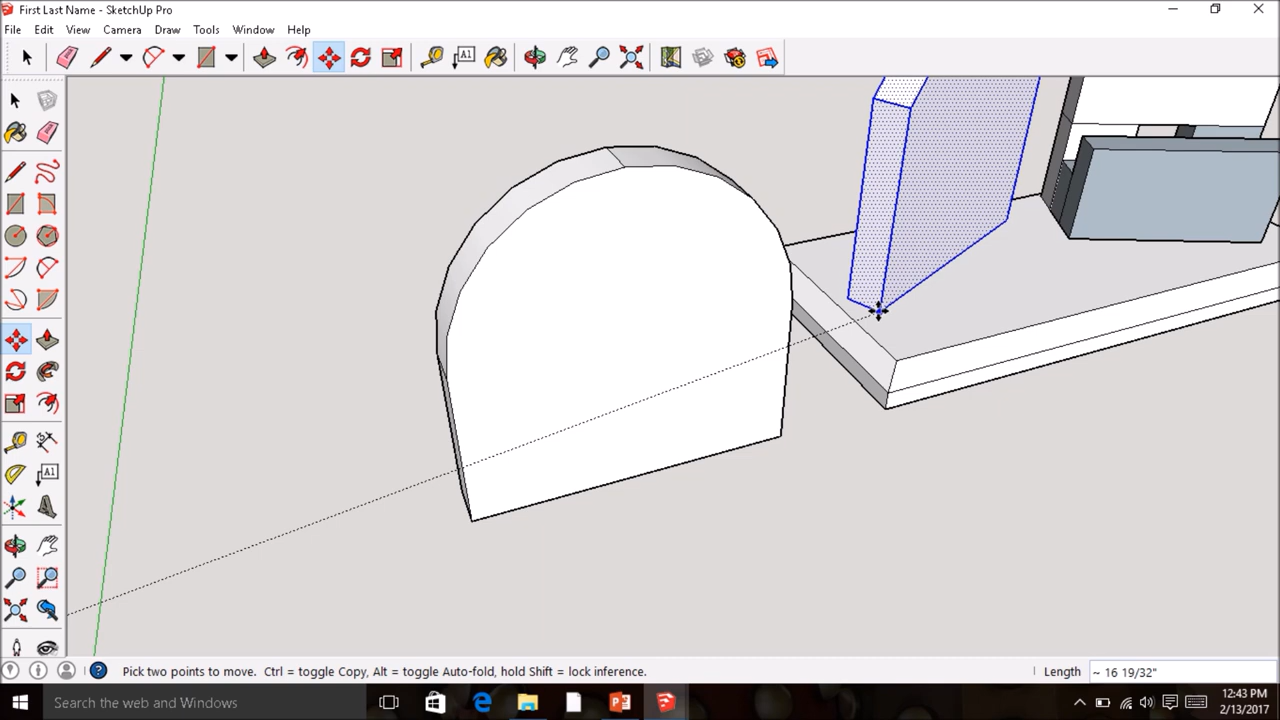 First Last Name - SketchUp Pro
File Edit View Camera Draw Tools Window Help
A1
A1
Pick two points to move. Ctrl = toggle Copy, Alt = toggle Auto-fold, hold Shift = lock inference.
Length ~ 16 19/32"
Search the web and Windows
12:43 PM
2/13/2017